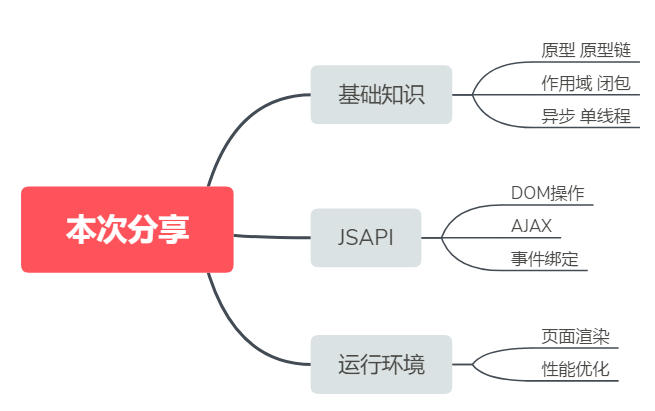 本次分享
基础知识
原型 原型链
作用域 闭包
异步 单线程
JSAPI
DOM操作
AJAX
事件绑定
运行环境
页面渲染
性能优化